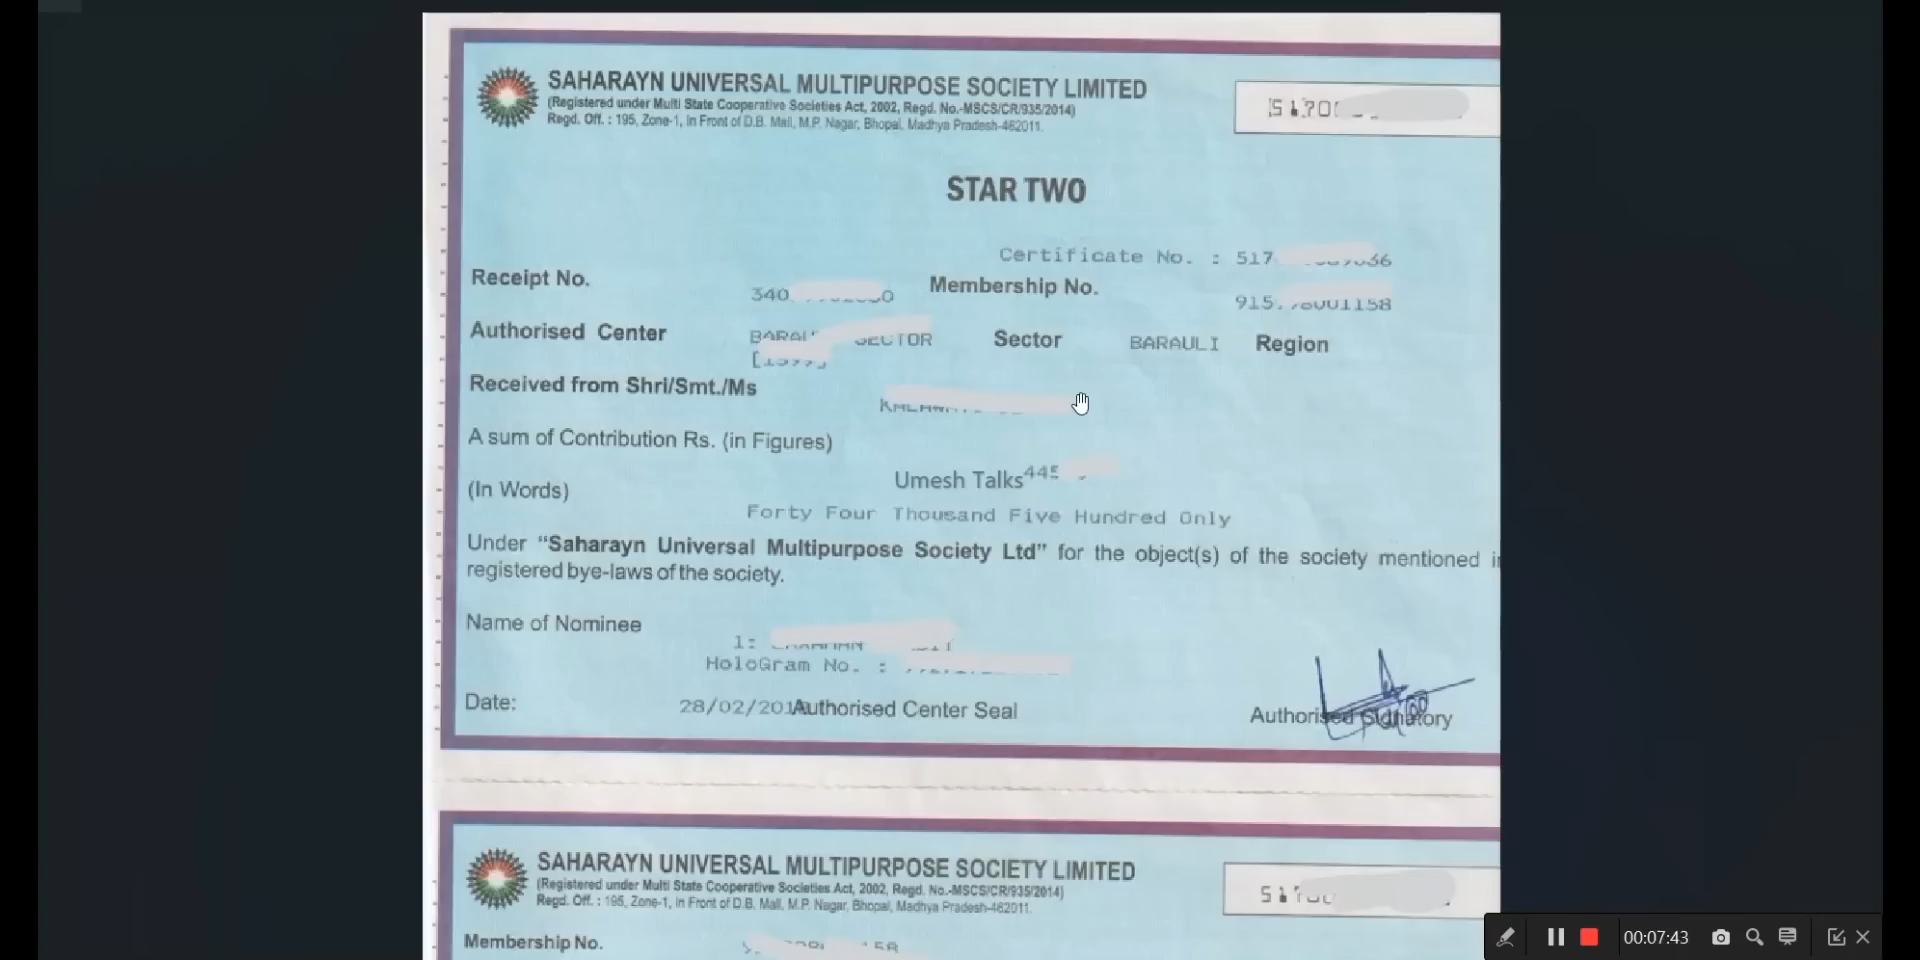 SAHARAYN UNIVERSAL MULTIPURPOSE SOCIETY LIMITED
(Registered under Multi State Cooperative Societies Act, 2002, Regd. No.-MSCS/CR/935/2014)
Regd. Off. : 195, Zone-1, In Front of D.B. Mall, M.P. Nagar, Bhopal, Madhya Pradesh-462011.
STAR TWO
Certificate No. : 517
Receipt No. 340 Membership No.
Authorised Center SECTOR Sector BARAULI Region
Received from Shri/Smt./Ms
A sum of Contribution Rs. (in Figures)
Umesh Talks 445
(In Words)
Forty Four Thousand Five Hundred Only
Under “Saharayn Universal Multipurpose Society Ltd” for the object(s) of the society mentioned
registered bye-laws of the society.
Name of Nominee
1:
HoloGram No. :
Date: 28/02/201 Authorised Center Seal Authorised Signatory
SAHARAYN UNIVERSAL MULTIPURPOSE SOCIETY LIMITED
(Registered under Multi State Cooperative Societies Act, 2002, Regd. No.-MSCS/CR/935/2014)
Regd. Off. : 195, Zone-1, In Front of D.B. Mall, M.P. Nagar, Bhopal, Madhya Pradesh-462011.
Membership No.
00:07:43